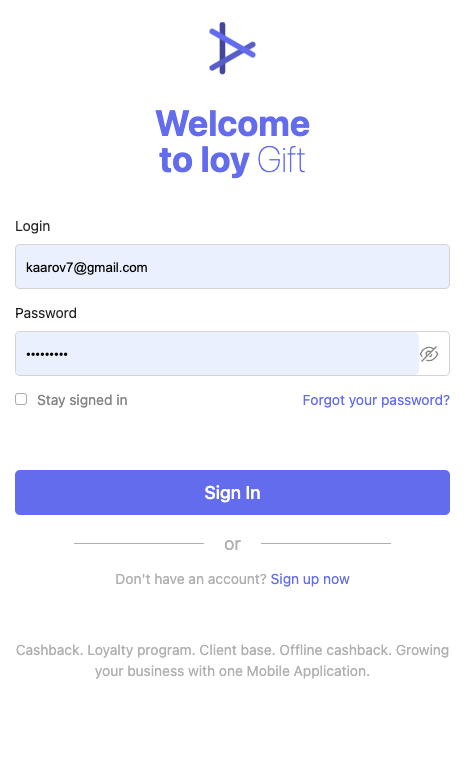 Welcome
to loy Gift
Login
kaarov7@gmail.com
Password
•••••••••
Stay signed in
Forgot your password?
Sign In
or
Don't have an account? Sign up now
Cashback. Loyalty program. Client base. Offline cashback. Growing
your business with one Mobile Application.